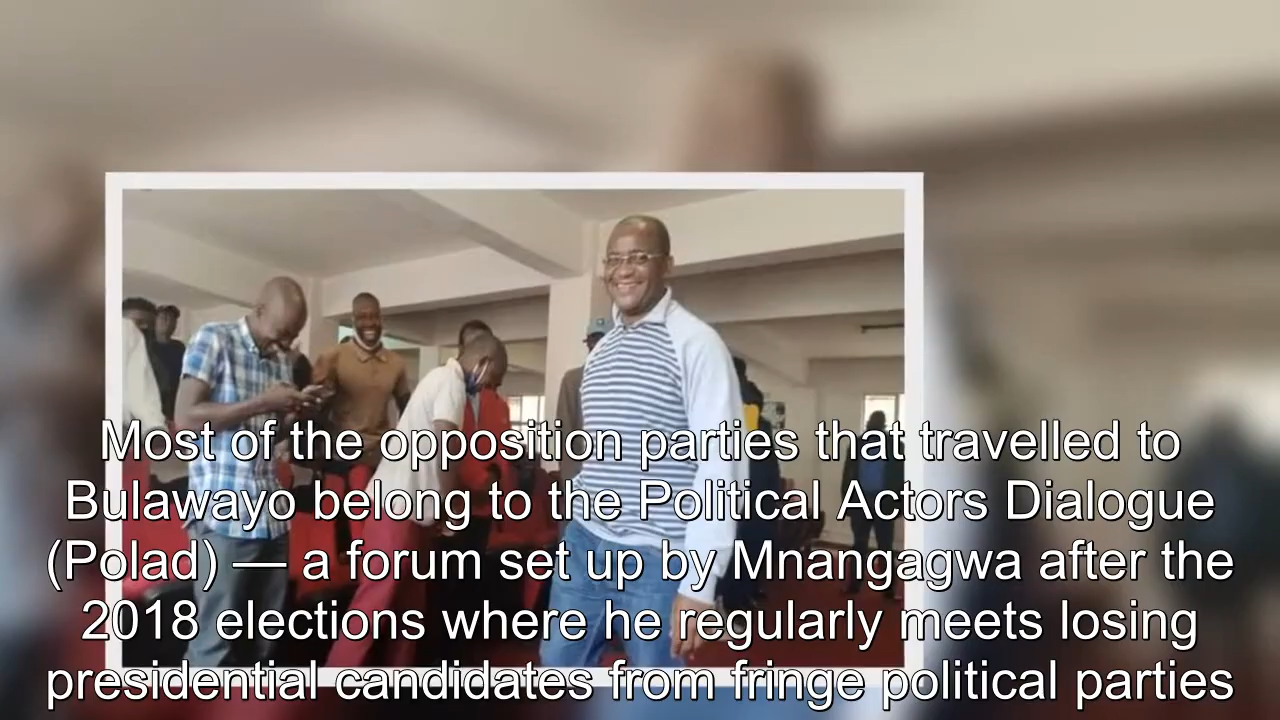 Most of the opposition parties that travelled to
Bulawayo belong to the Political Actors Dialogue
(Polad) — a forum set up by Mnangagwa after the
2018 elections where he regularly meets losing
presidential candidates from fringe political parties